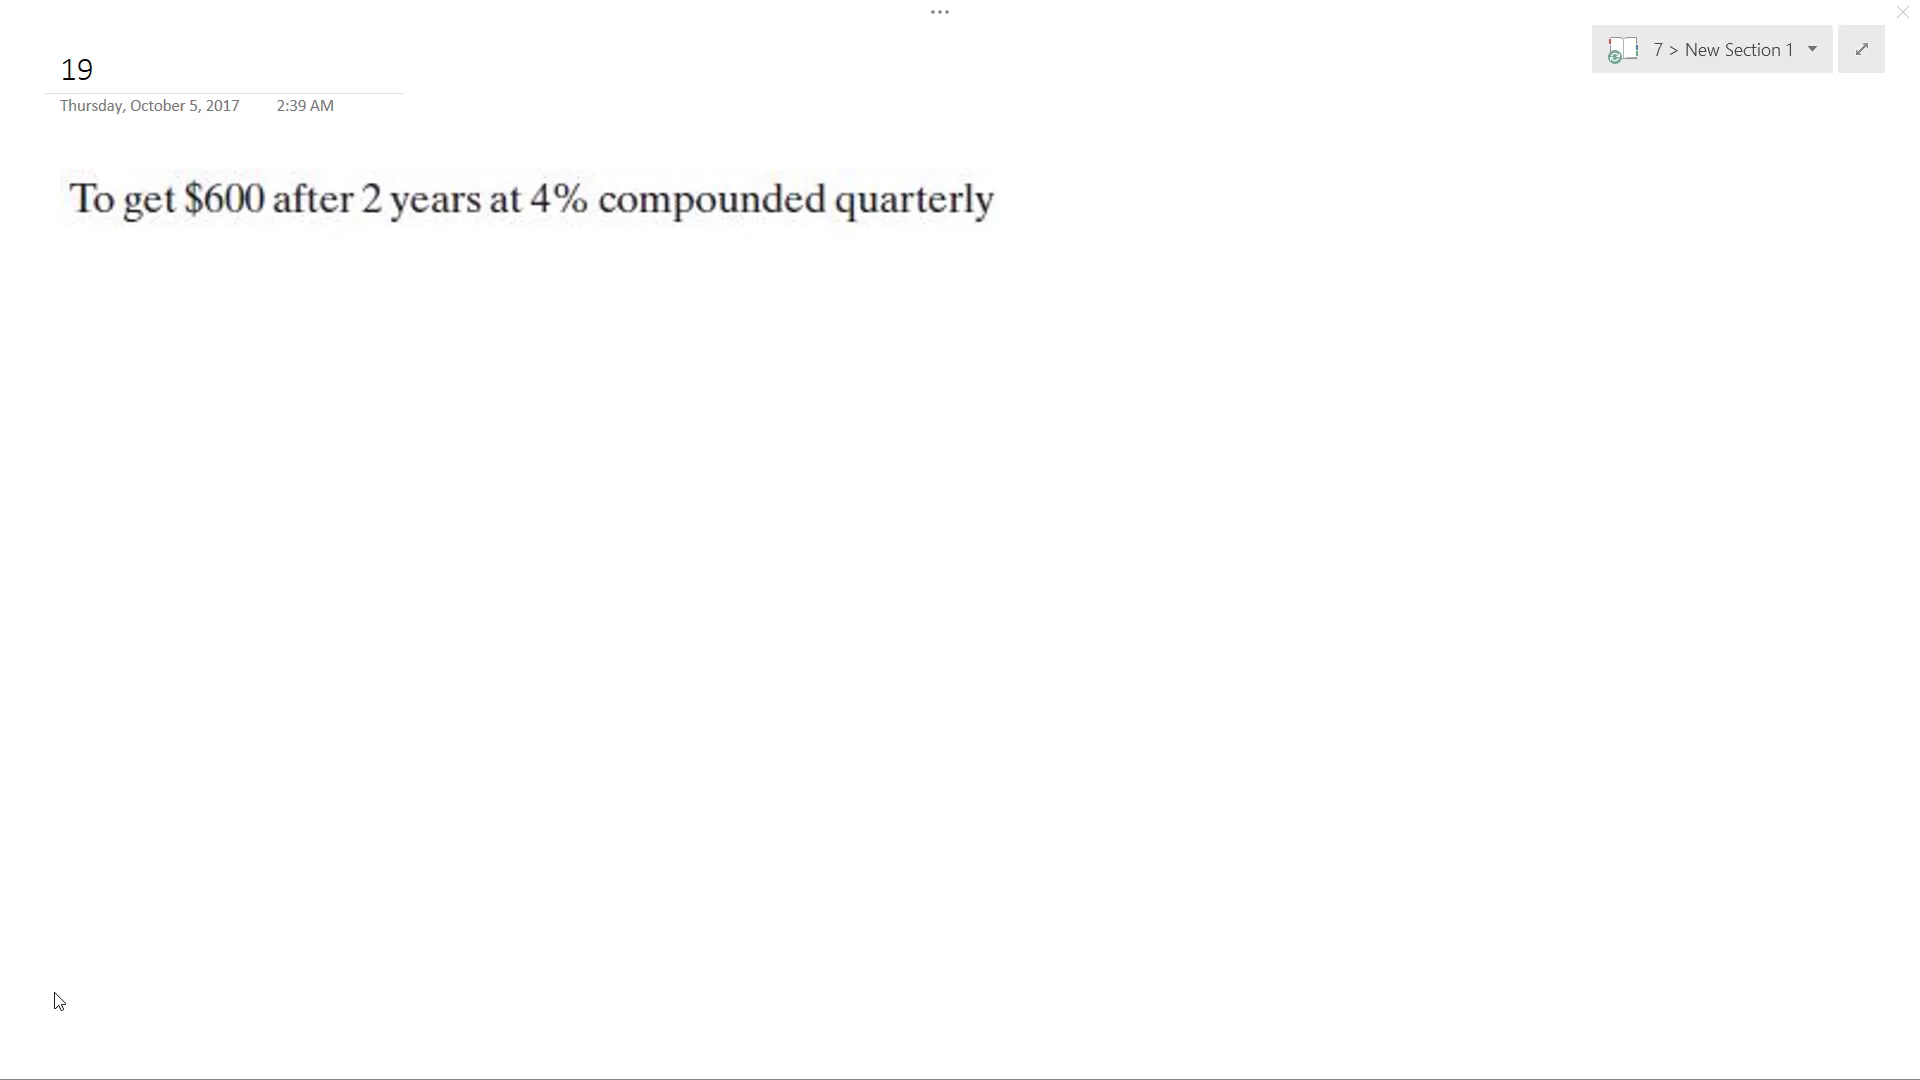 7 > New Section 1
19
Thursday, October 5, 2017 2:39 AM
To get $600 after 2 years at 4% compounded quarterly